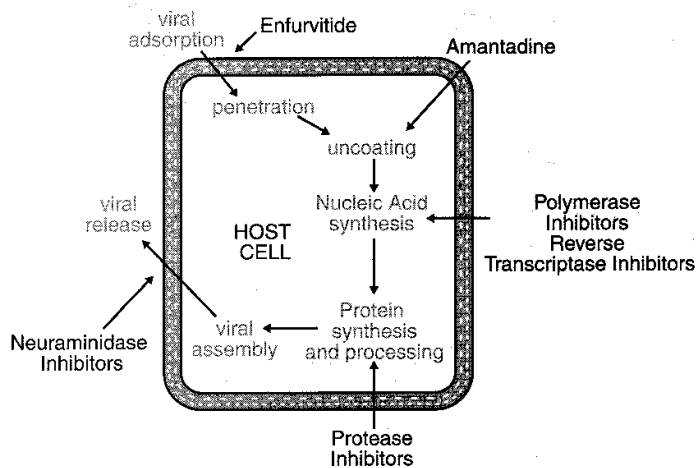 viral
adsorption
Enfurvitide
Amantadine
penetration
uncoating
Nucleic Acid
synthesis
Polymerase
Inhibitors
Reverse
Transcriptase Inhibitors
viral
release
HOST
CELL
Protein
synthesis
and processing
viral
assembly
Neuraminidase
Inhibitors
Protease
Inhibitors